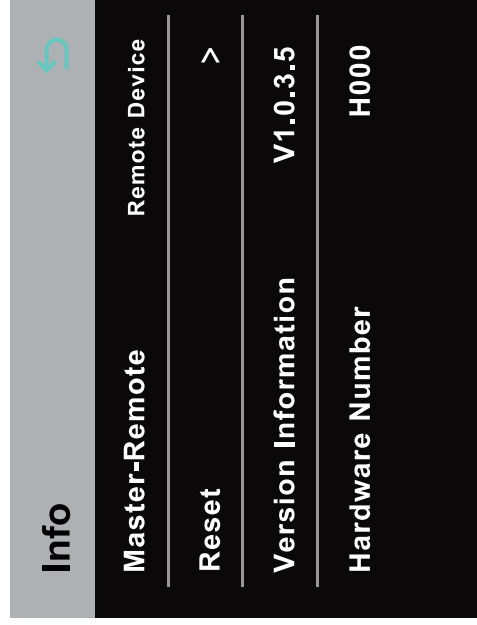 Info
Master-Remote Remote Device
Reset >
Version Information V1.0.3.5
Hardware Number H000